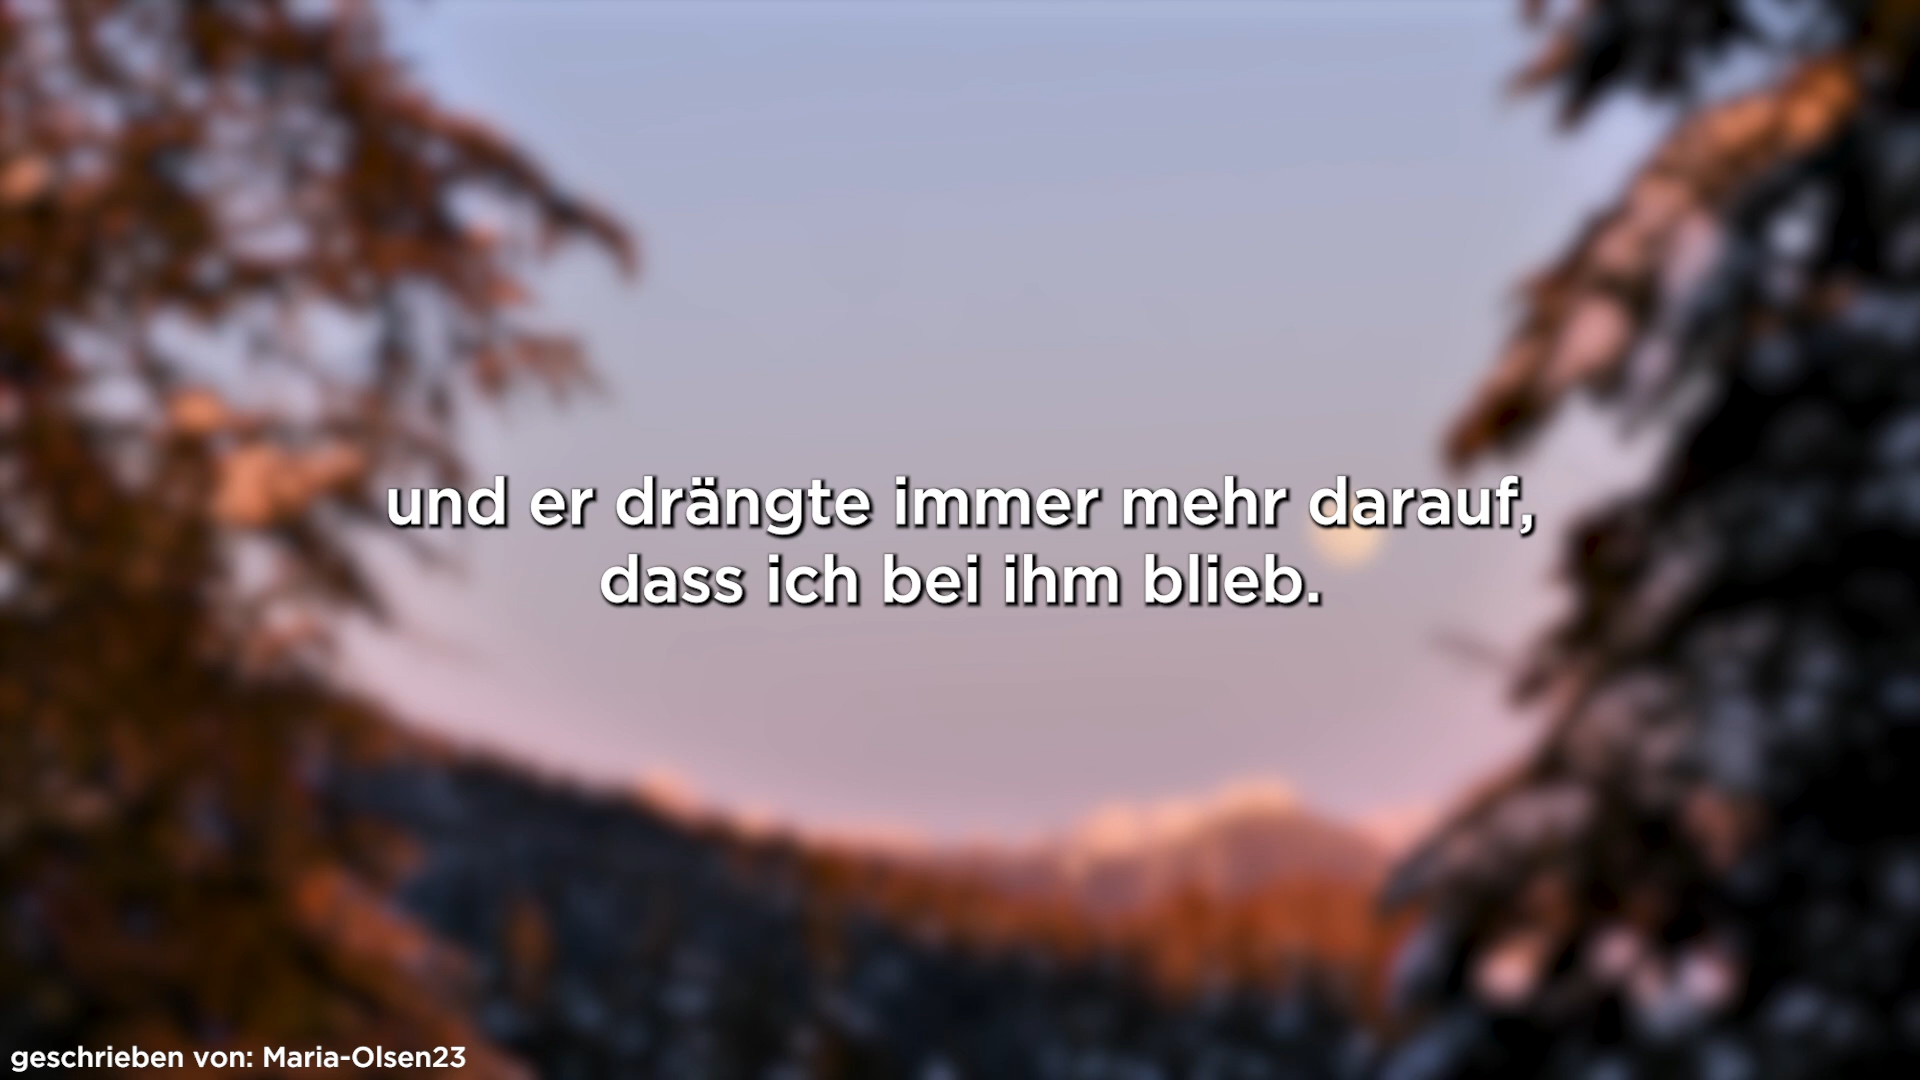 und er drängte immer mehr darauf,
dass ich bei ihm blieb.
geschrieben von: Maria-Olsen23